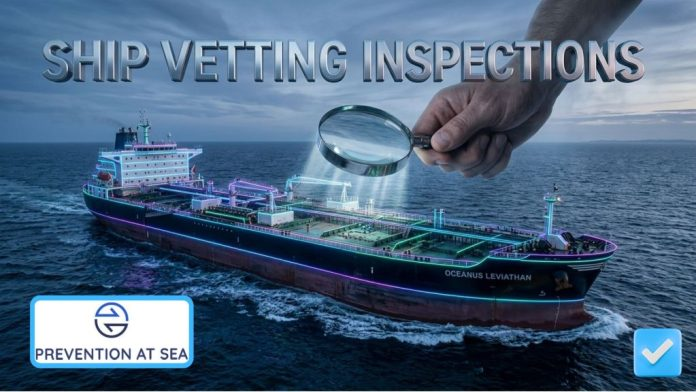 SHIP VETTING INSPECTIONS
OCEANUS LEVIATHAN
PREVENTION AT SEA